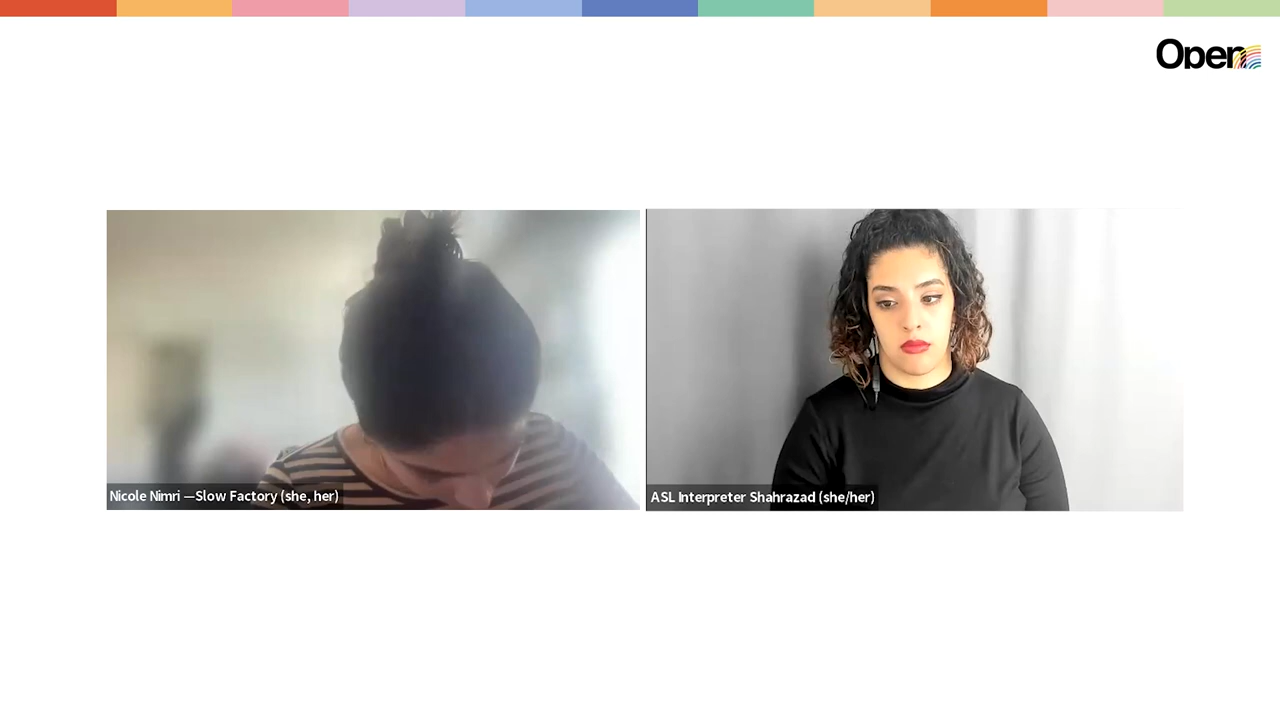 Open
Nicole Nimri —Slow Factory (she, her)
ASL Interpreter Shahrazad (she/her)